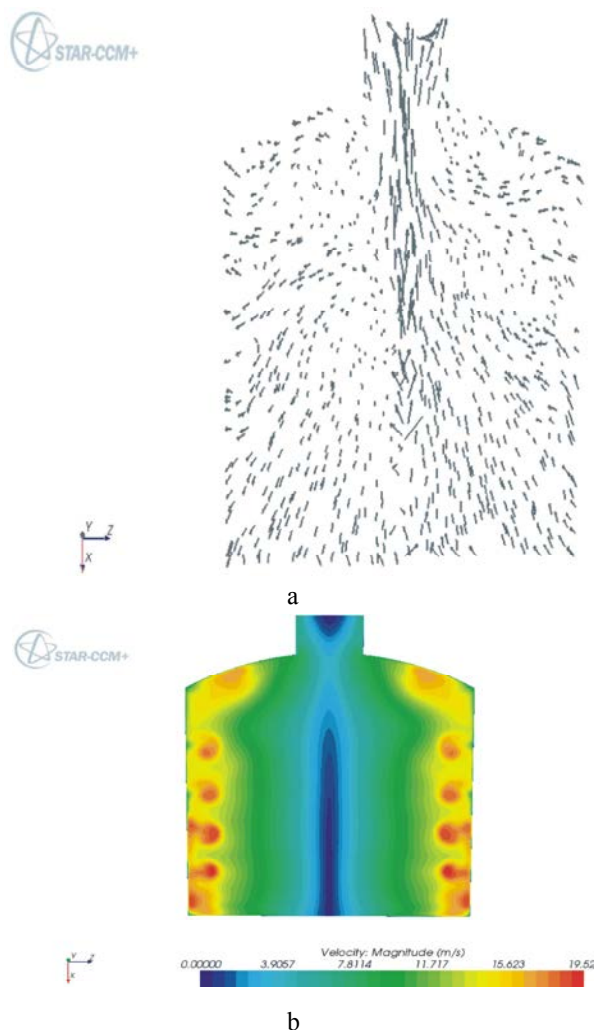 STAR-CCM+
Y
Z
X
a
STAR-CCM+
Y
Z
X
Velocity: Magnitude (m/s)
0.00000 3.9057 7.8114 11.717 15.623 19.52
b